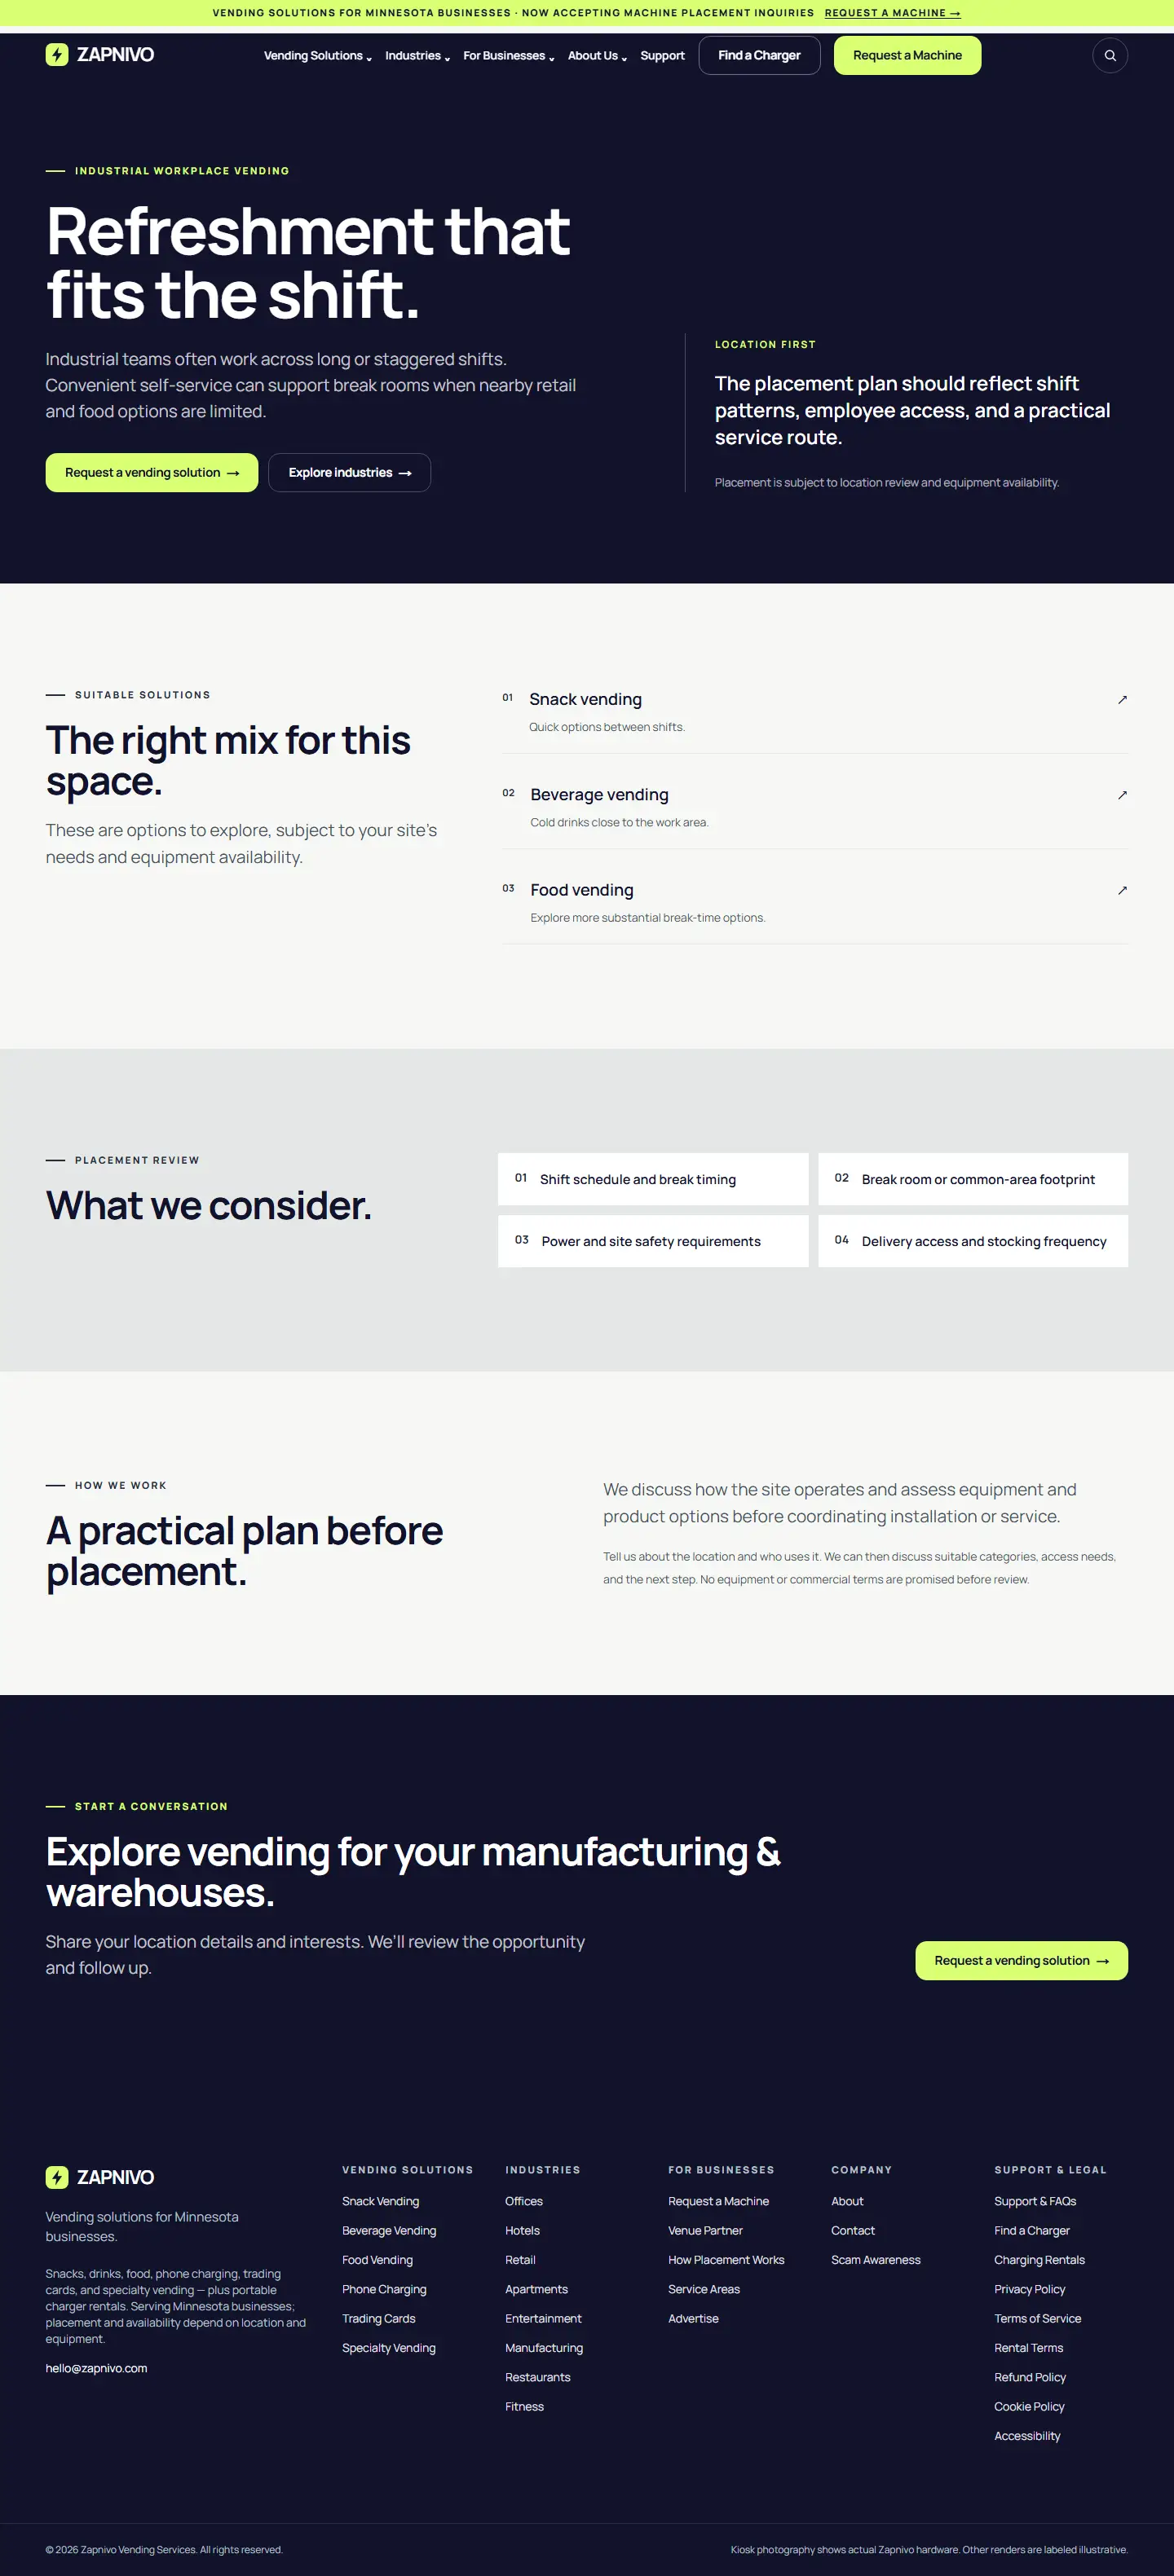 VENDING SOLUTIONS FOR MINNESOTA BUSINESSES · NOW ACCEPTING MACHINE PLACEMENT INQUIRIES REQUEST A MACHINE →
ZAPNIVO
Vending Solutions
Industries
For Businesses
About Us
Support
Find a Charger
Request a Machine
INDUSTRIAL WORKPLACE VENDING
Refreshment that
fits the shift.
Industrial teams often work across long or staggered shifts.
Convenient self-service can support break rooms when nearby retail
and food options are limited.
Request a vending solution →
Explore industries →
LOCATION FIRST
The placement plan should reflect shift
patterns, employee access, and a practical
service route.
Placement is subject to location review and equipment availability.
SUITABLE SOLUTIONS
The right mix for this
space.
These are options to explore, subject to your site's
needs and equipment availability.
01 Snack vending ↗
Quick options between shifts.
02 Beverage vending ↗
Cold drinks close to the work area.
03 Food vending ↗
Explore more substantial break-time options.
PLACEMENT REVIEW
What we consider.
01 Shift schedule and break timing
02 Break room or common-area footprint
03 Power and site safety requirements
04 Delivery access and stocking frequency
HOW WE WORK
A practical plan before
placement.
We discuss how the site operates and assess equipment and
product options before coordinating installation or service.
Tell us about the location and who uses it. We can then discuss suitable categories, access needs,
and the next step. No equipment or commercial terms are promised before review.
START A CONVERSATION
Explore vending for your manufacturing &
warehouses.
Share your location details and interests. We'll review the opportunity
and follow up.
Request a vending solution →
ZAPNIVO
Vending solutions for Minnesota
businesses.
Snacks, drinks, food, phone charging, trading
cards, and specialty vending — plus portable
charger rentals. Serving Minnesota businesses;
placement and availability depend on location and
equipment.
hello@zapnivo.com
VENDING SOLUTIONS
Snack Vending
Beverage Vending
Food Vending
Phone Charging
Trading Cards
Specialty Vending
INDUSTRIES
Offices
Hotels
Retail
Apartments
Entertainment
Manufacturing
Restaurants
Fitness
FOR BUSINESSES
Request a Machine
Venue Partner
How Placement Works
Service Areas
Advertise
COMPANY
About
Contact
Scam Awareness
SUPPORT & LEGAL
Support & FAQs
Find a Charger
Charging Rentals
Privacy Policy
Terms of Service
Rental Terms
Refund Policy
Cookie Policy
Accessibility
© 2026 Zapnivo Vending Services. All rights reserved.
Kiosk photography shows actual Zapnivo hardware. Other renders are labeled illustrative.